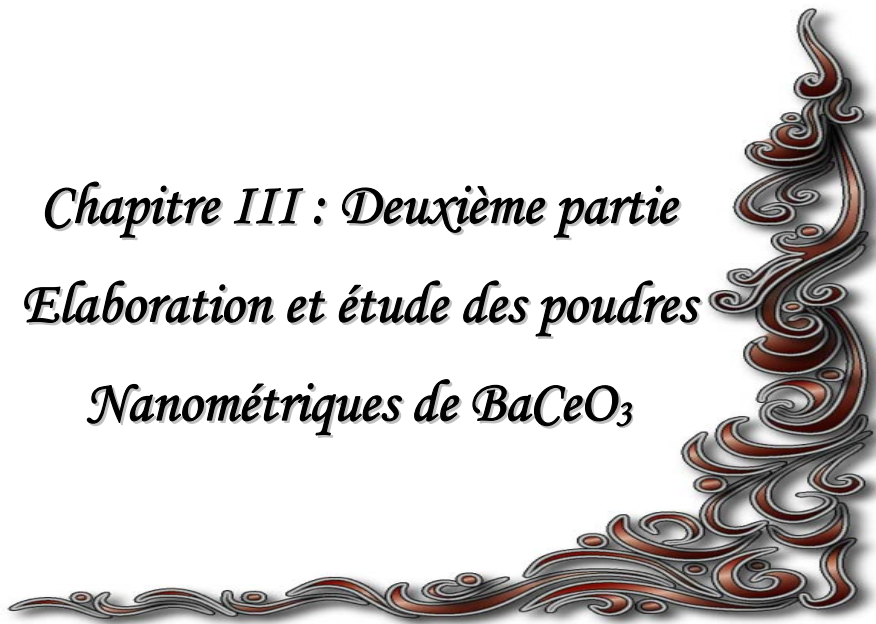 Chapitre III : Deuxième partie
Elaboration et étude des poudres
Nanométriques de BaCeO₃